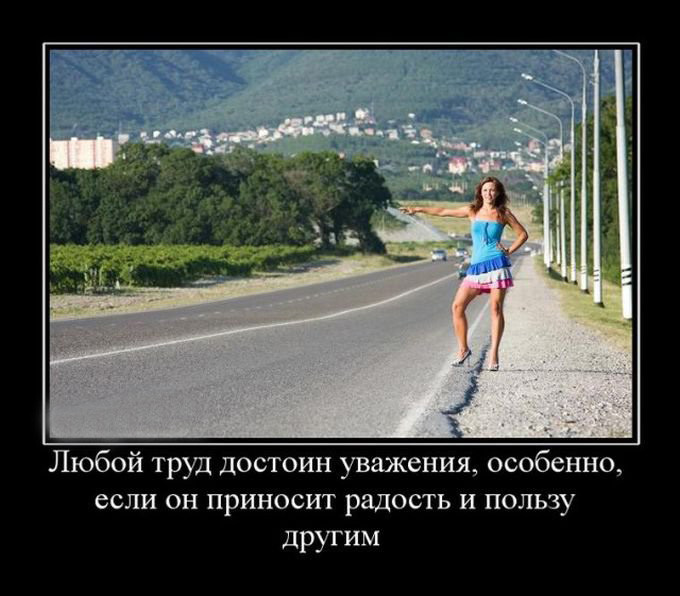 Любой труд достоин уважения, особенно,
если он приносит радость и пользу
другим